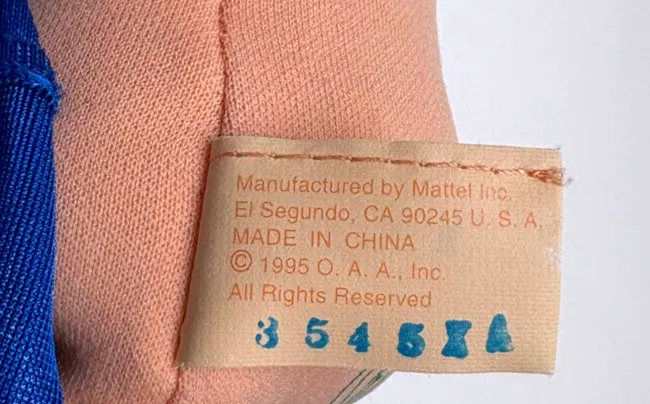 Manufactured by Mattel Inc.
El Segundo, CA 90245 U. S. A.
MADE IN CHINA
© 1995 O. A. A., Inc.
All Rights Reserved